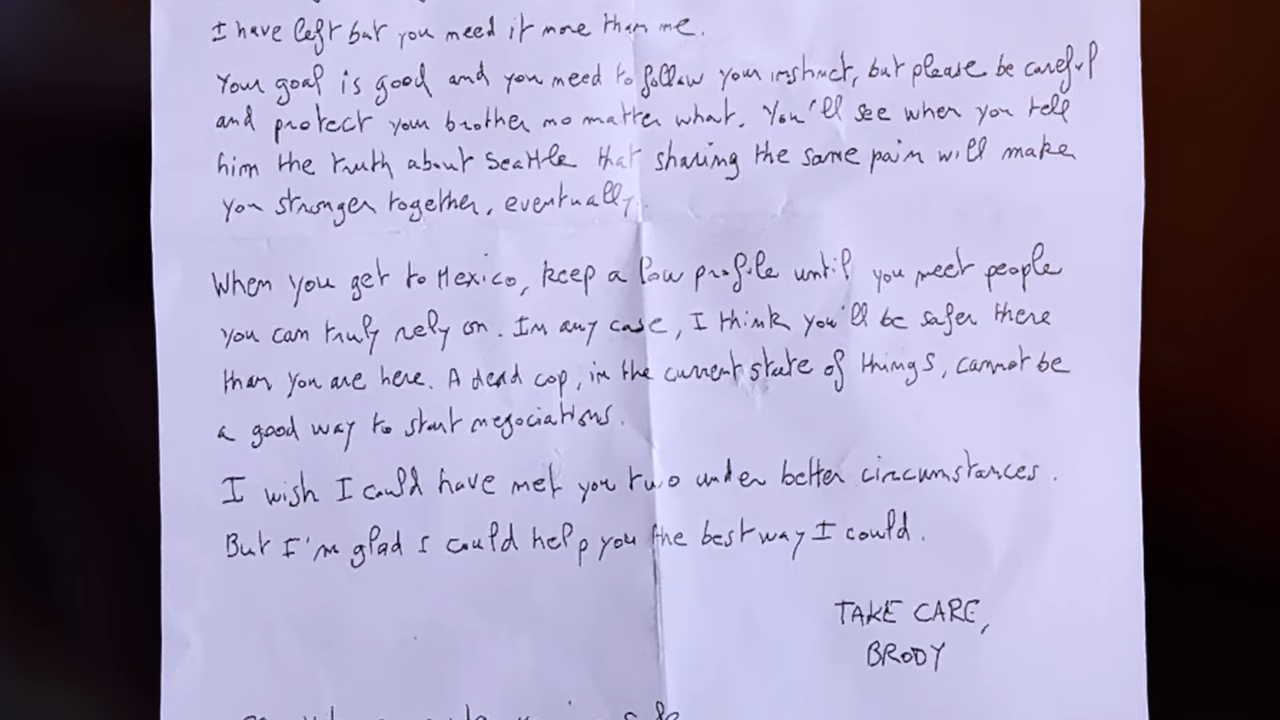 I have left but you need it more than me.
Your goal is good and you need to follow your instinct, but please be careful
and protect your brother no matter what. You'll see when you tell
him the truth about Seattle that sharing the same pain will make
you stronger together, eventually.
When you get to Mexico, keep a low profile until you meet people
you can truly rely on. In any case, I think you'll be safer there
than you are here. A dead cop, in the current state of things, cannot be
a good way to start negociations.
I wish I could have met you two under better circumstances.
But I'm glad I could help you the best way I could.
TAKE CARE,
BRODY